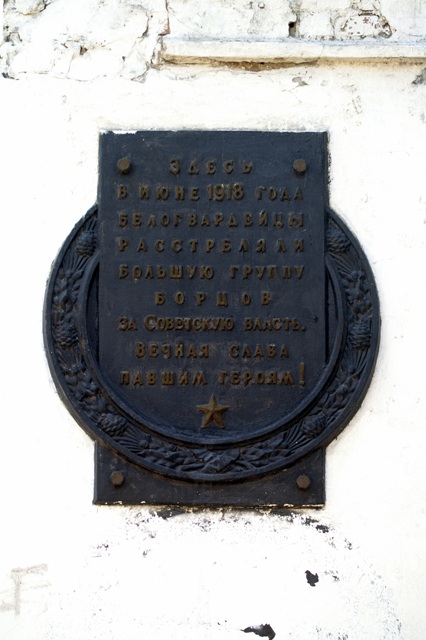 ЗДЕСЬ
В ИЮНЕ 1918 ГОДА
БЕЛОГВАРДЕЙЦЫ
РАССТРЕЛЯЛИ
БОЛЬШУЮ ГРУППУ
БОРЦОВ
ЗА СОВЕТСКУЮ ВЛАСТЬ.
ВЕЧНАЯ СЛАВА
ПАВШИМ ГЕРОЯМ!